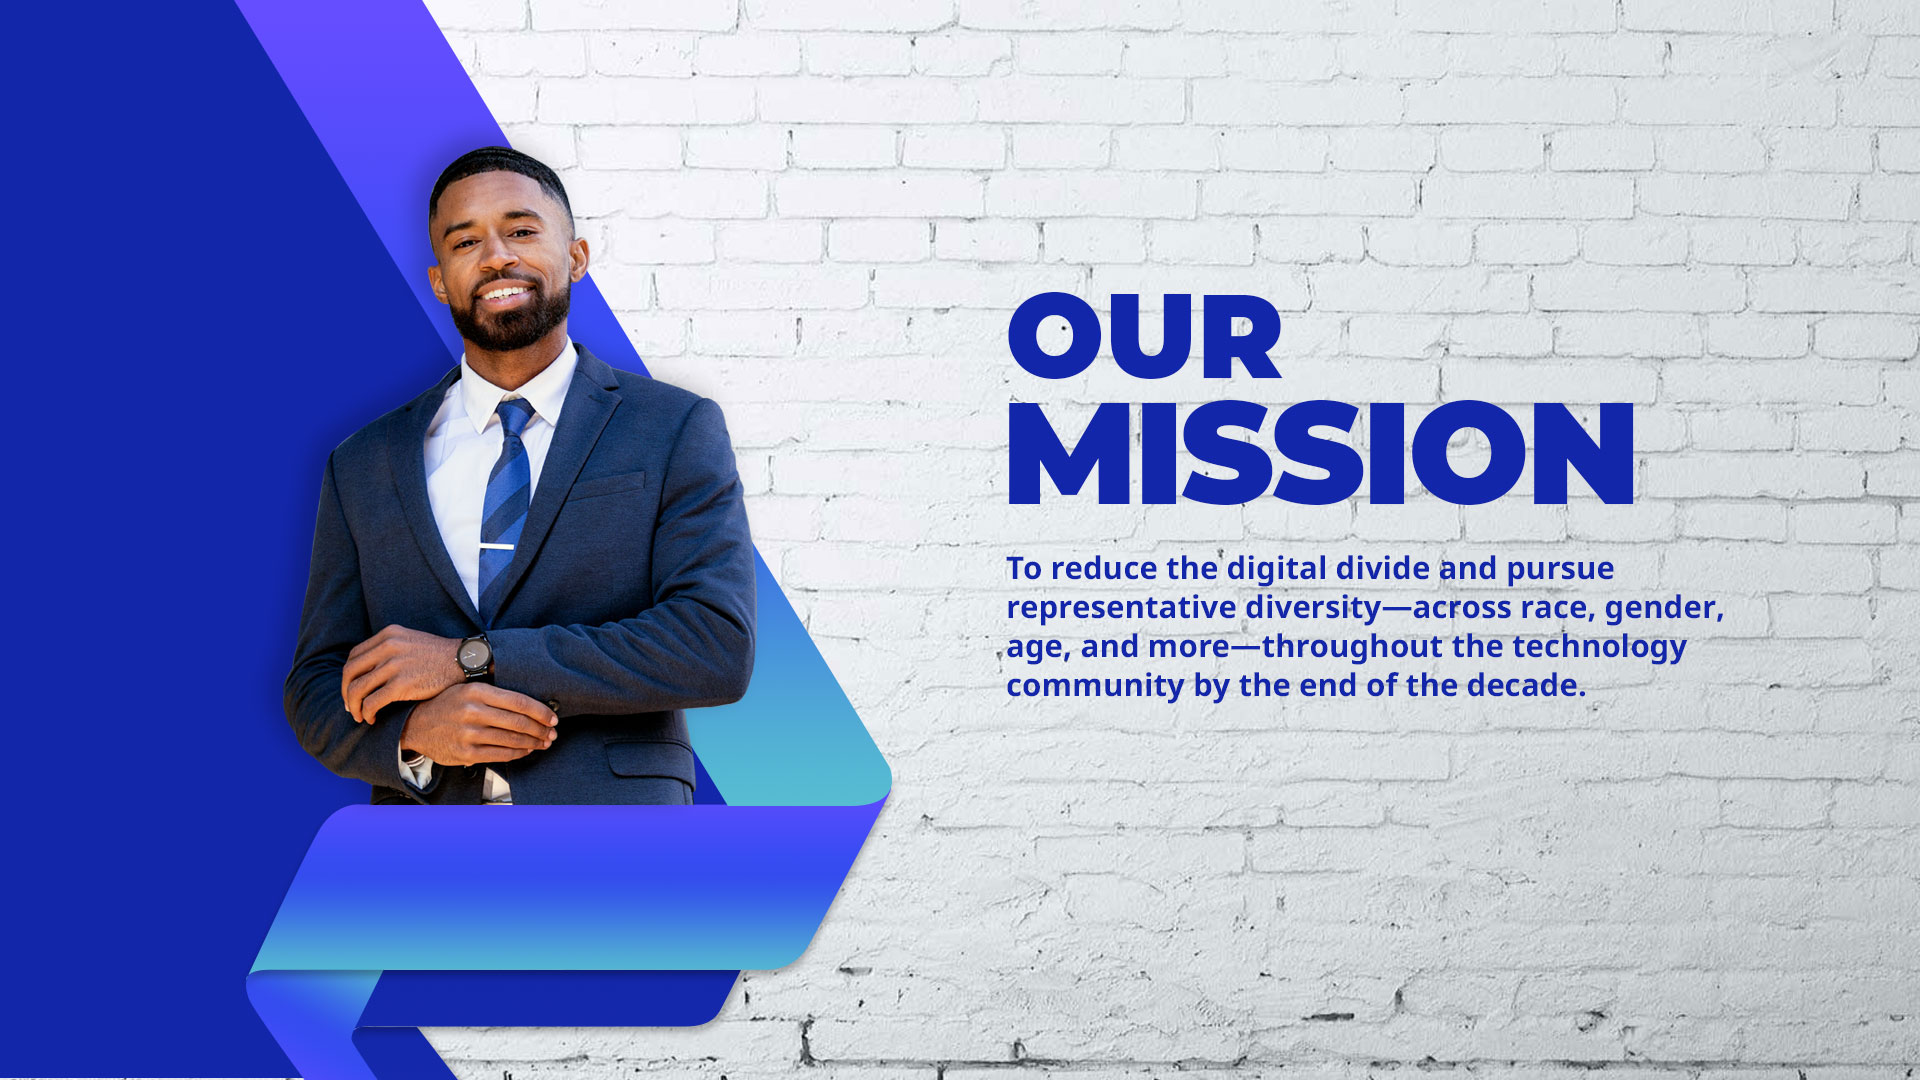 OUR
MISSION
To reduce the digital divide and pursue
representative diversity—across race, gender,
age, and more—throughout the technology
community by the end of the decade.